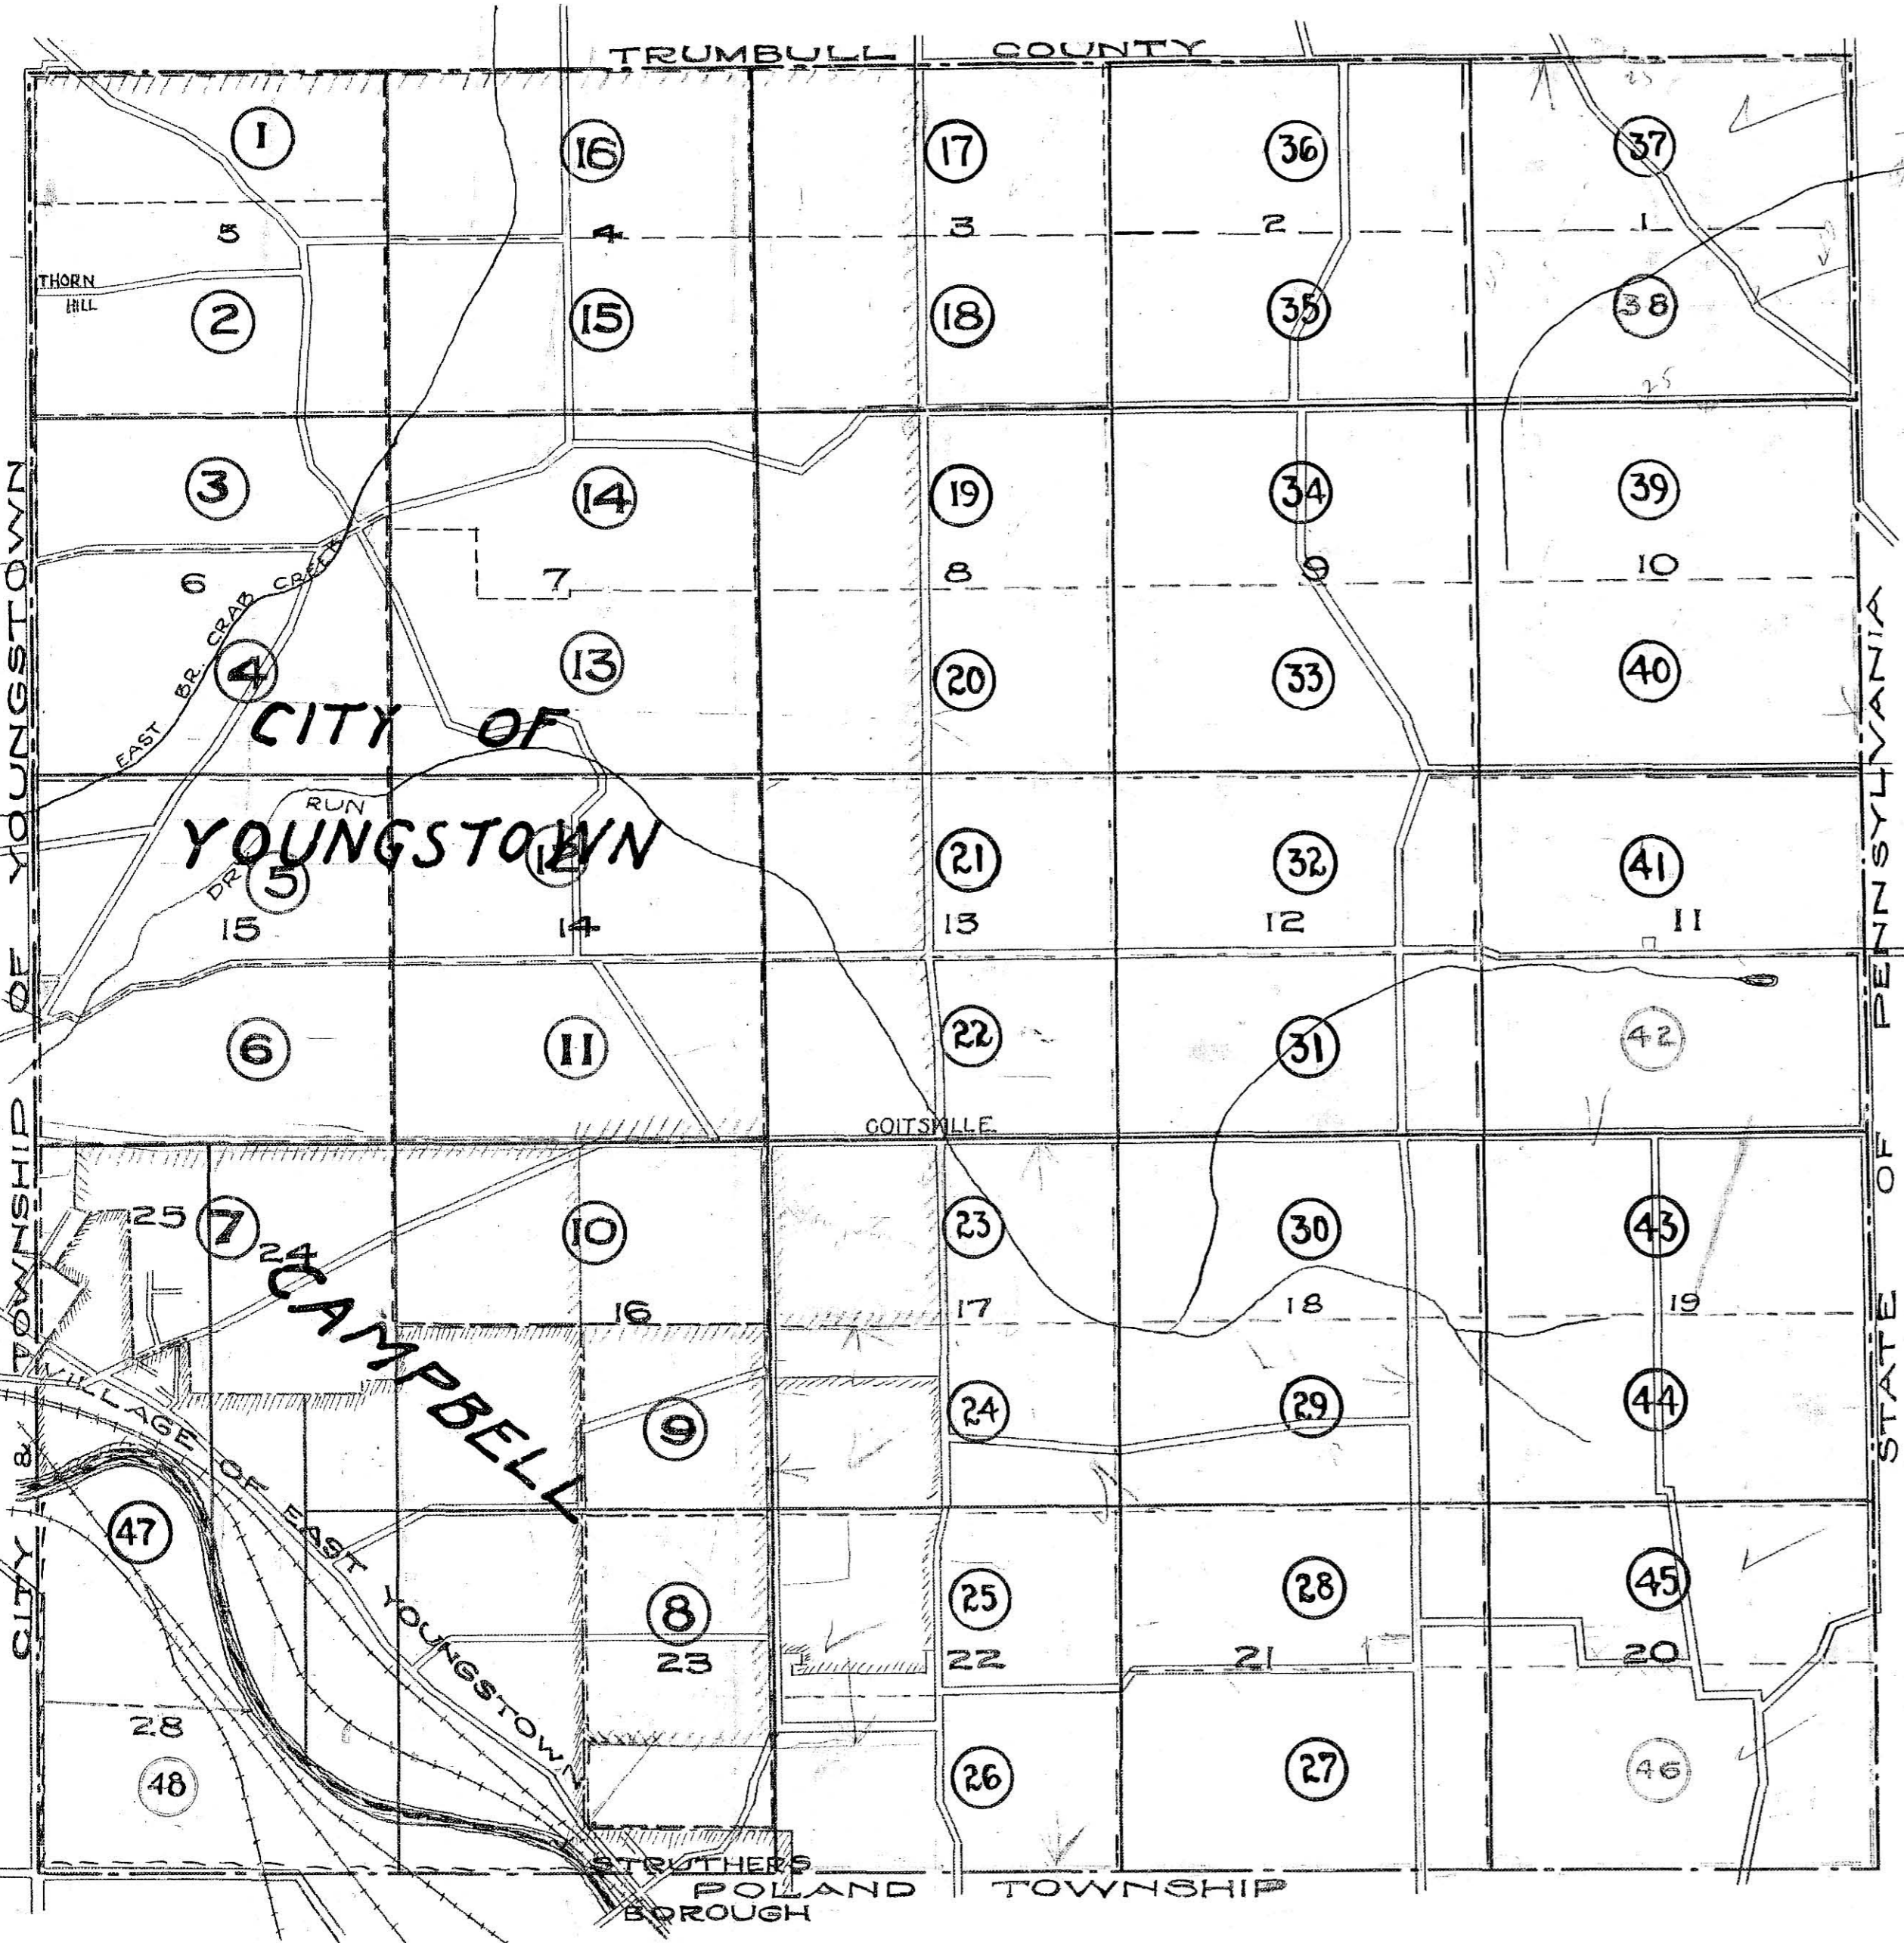 TRUMBULL COUNTY
23
1 16 17 36 37
5 4 3 2 1
THORN
HILL
2 15 18 35 38
25
3 14 19 34 39
6 7 8 9 10
EAST BR. CRAB CREEK
4 13 20 33 40
CITY OF
YOUNGSTOWN
DRY RUN
5 12 21 32 41
15 14 13 12 11
6 11 22 31 42
COITSVILLE
25 7 24 10 23 30 43
CAMPBELL
16 17 18 19
9 24 29 44
VILLAGE OF EAST YOUNGSTOWN
47 8 25 28 45
23 22 21 20
28
48 26 27 46
STRUTHERS
BOROUGH
POLAND TOWNSHIP
CITY & TOWNSHIP OF YOUNGSTOWN
STATE OF PENNSYLVANIA